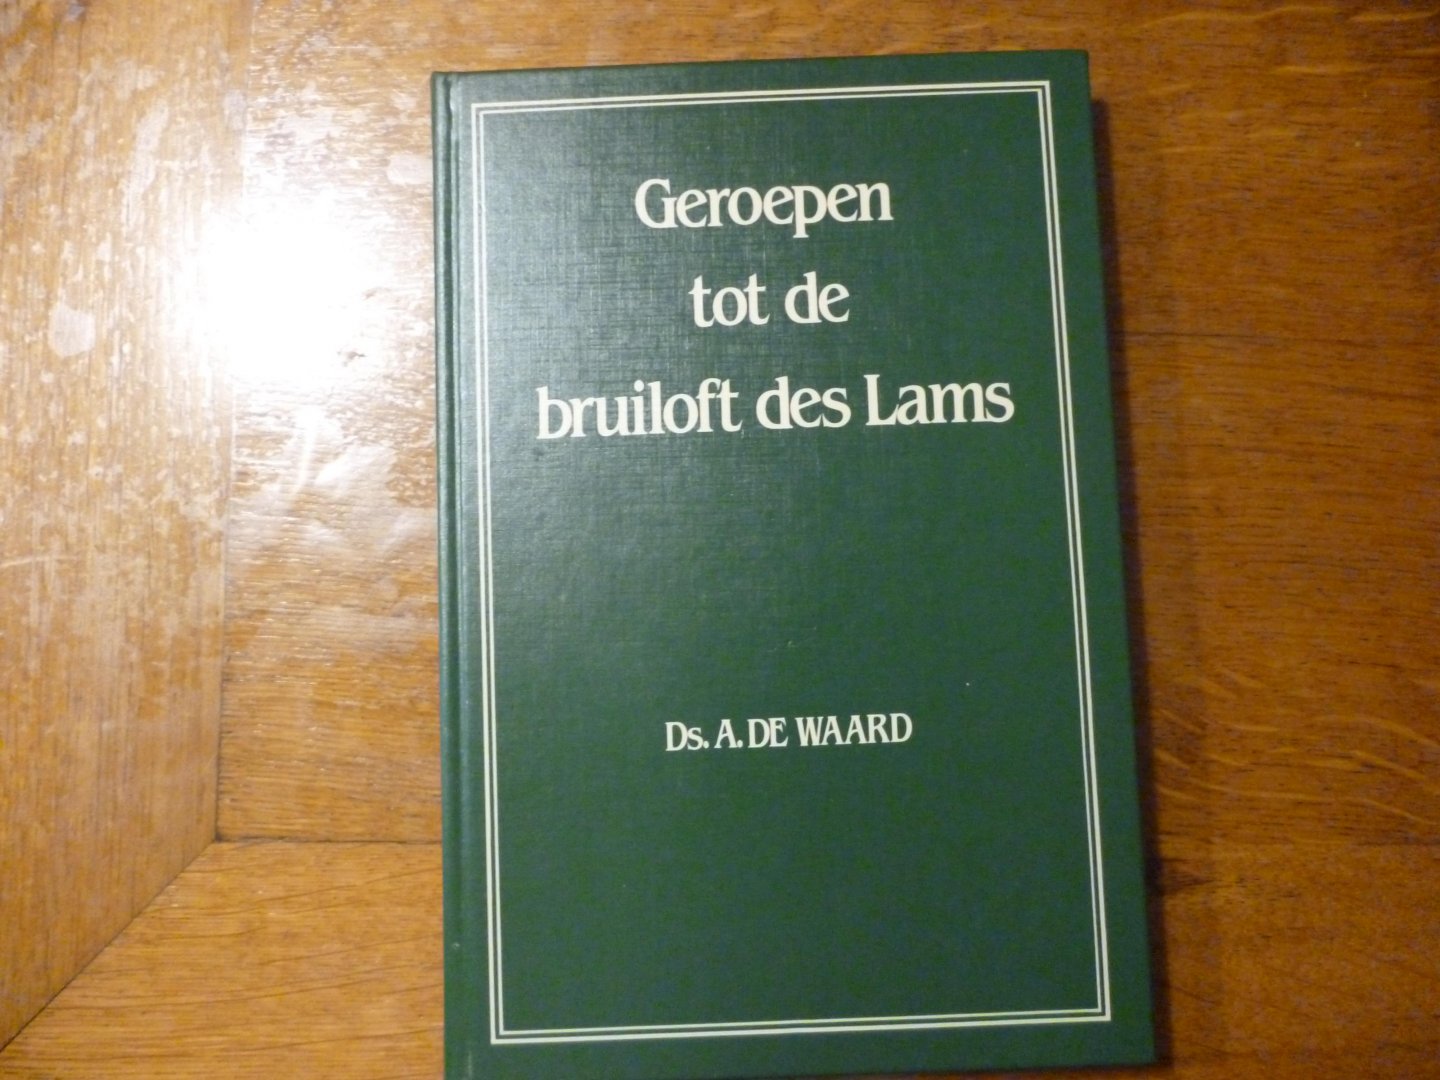 Geroepen
tot de
bruiloft des Lams
Ds. A. DE WAARD